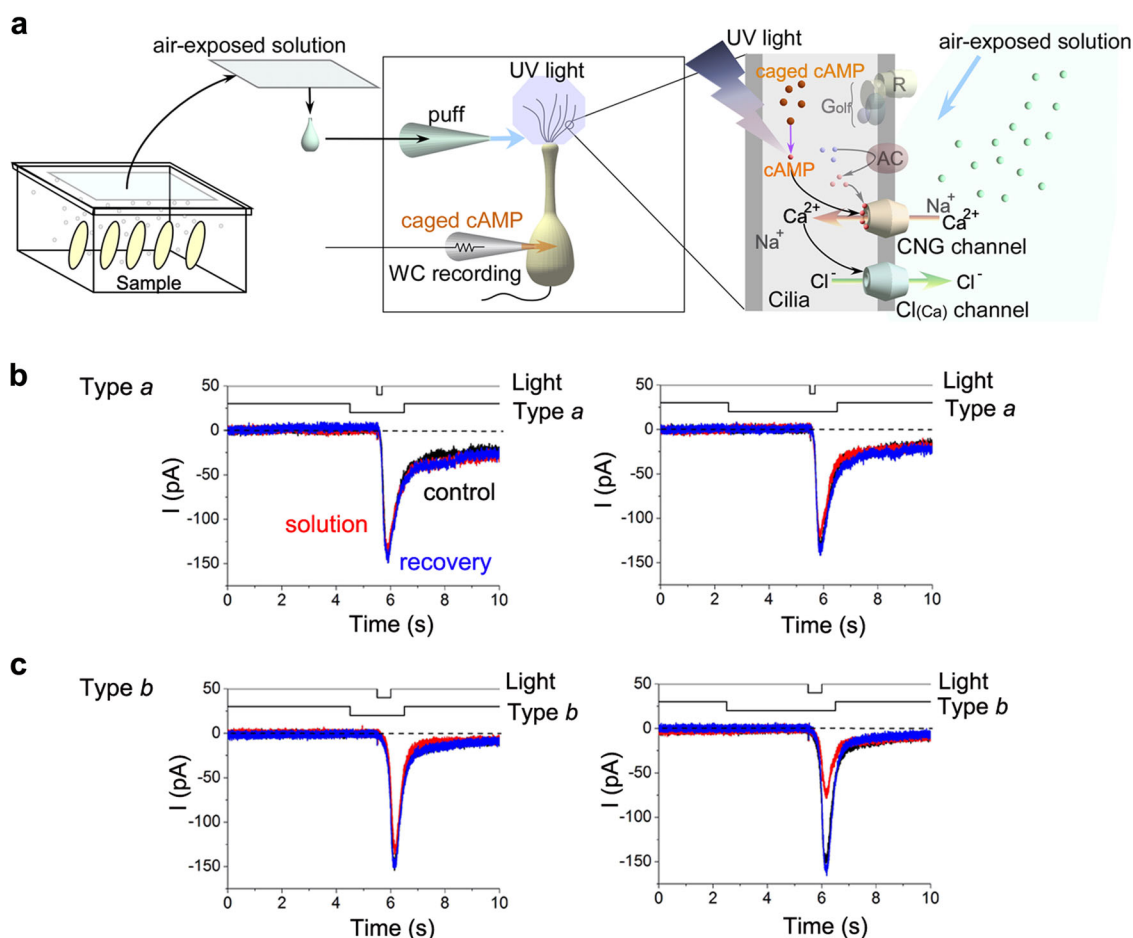 a
air-exposed solution
UV light
puff
caged cAMP
WC recording
Sample
UV light
air-exposed solution
caged cAMP
Golf
R
cAMP
AC
Ca2+
Na+
Na+
Ca2+
CNG channel
Cl-
Cl-
Cilia
Cl(Ca) channel
b
Type a
50
0
-50
-100
-150
I (pA)
Light
Type a
control
solution
recovery
0 2 4 6 8 10
Time (s)
50
0
-50
-100
-150
I (pA)
Light
Type a
0 2 4 6 8 10
Time (s)
c
Type b
50
0
-50
-100
-150
I (pA)
Light
Type b
0 2 4 6 8 10
Time (s)
50
0
-50
-100
-150
I (pA)
Light
Type b
0 2 4 6 8 10
Time (s)